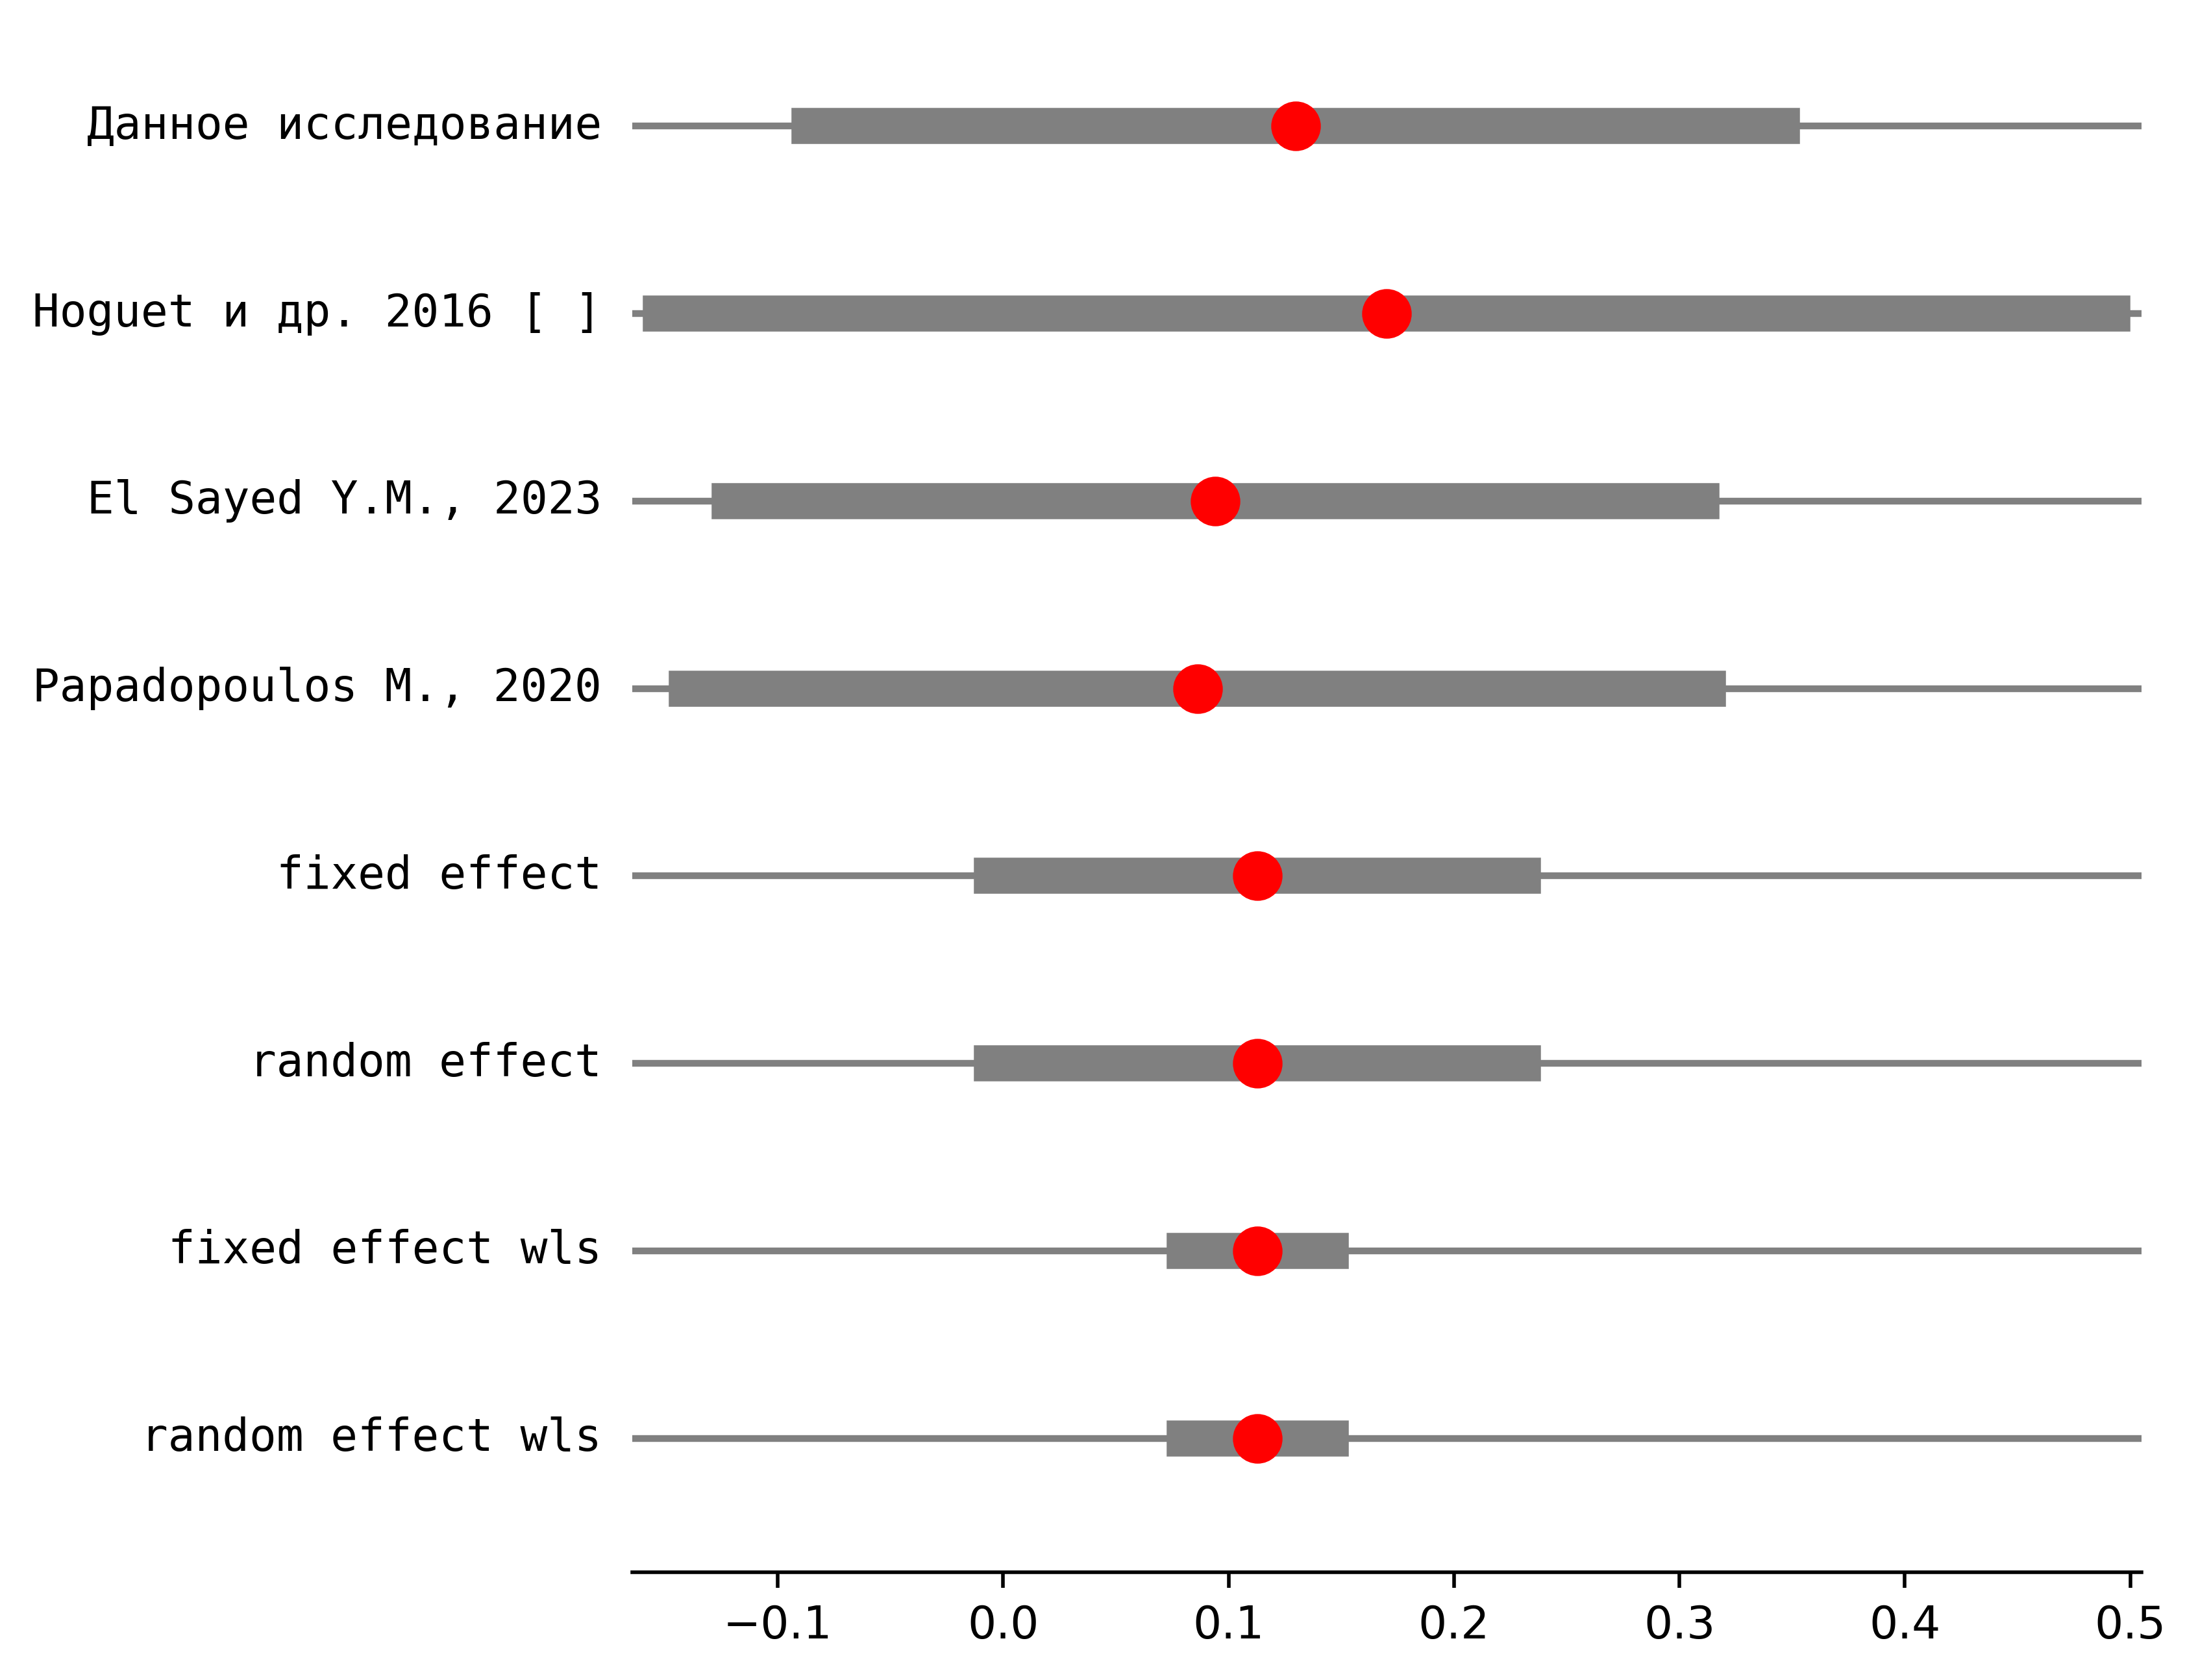 Данное исследование
Hoguet и др. 2016 [ ]
El Sayed Y.M., 2023
Papadopoulos M., 2020
fixed effect
random effect
fixed effect wls
random effect wls
−0.1 0.0 0.1 0.2 0.3 0.4 0.5